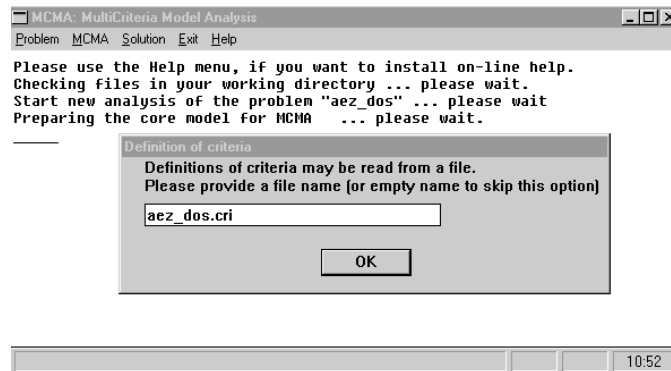 MCMA: MultiCriteria Model Analysis
Problem MCMA Solution Exit Help
Please use the Help menu, if you want to install on-line help.
Checking files in your working directory ... please wait.
Start new analysis of the problem "aez_dos" ... please wait
Preparing the core model for MCMA ... please wait.
Definition of criteria
Definitions of criteria may be read from a file.
Please provide a file name (or empty name to skip this option)
aez_dos.cri
OK
10:52